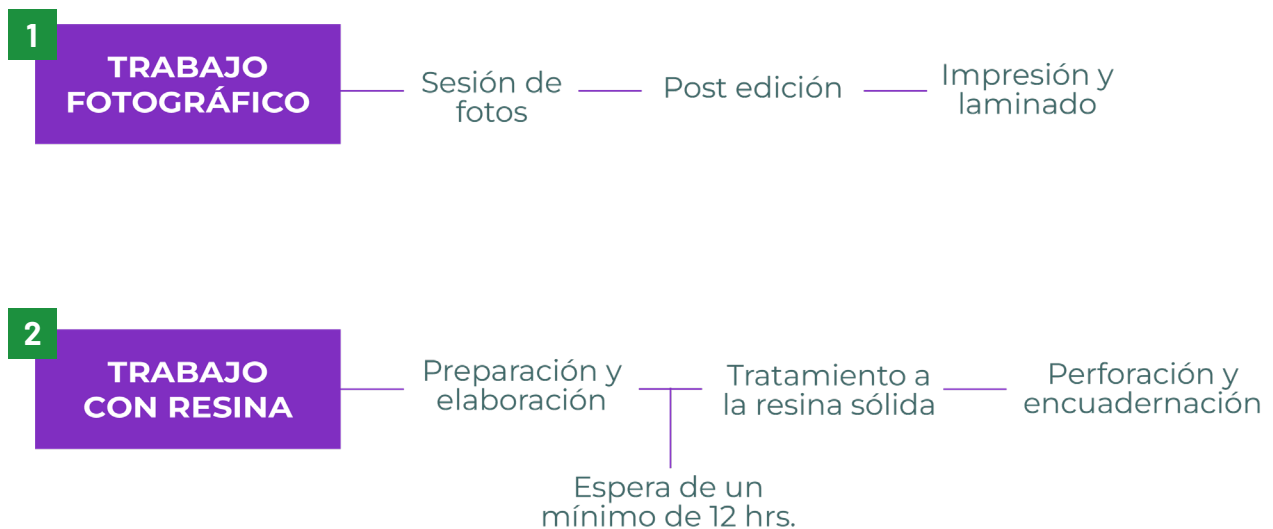 1
TRABAJO
FOTOGRÁFICO
Sesión de
fotos
Post edición
Impresión y
laminado
2
TRABAJO
CON RESINA
Preparación y
elaboración
Espera de un
mínimo de 12 hrs.
Tratamiento a
la resina sólida
Perforación y
encuadernación